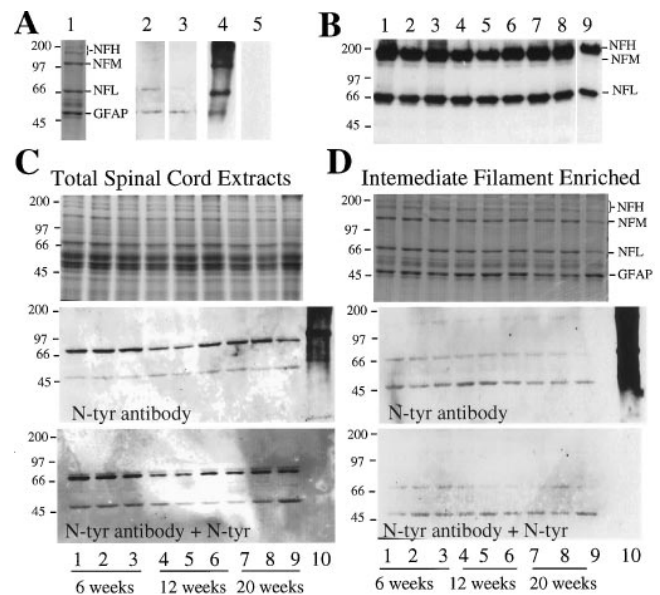 A
1
2 3 4 5
200
97
66
45
NFH
NFM
NFL
GFAP
B
1 2 3 4 5 6 7 8 9
200
97
66
45
NFH
NFM
NFL
C Total Spinal Cord Extracts
200
97
66
45
200
97
66
45
N-tyr antibody
200
97
66
45
N-tyr antibody + N-tyr
1 2 3 4 5 6 7 8 9 10
6 weeks 12 weeks 20 weeks
D Intemediate Filament Enriched
200
97
66
45
NFH
NFM
NFL
GFAP
200
97
66
45
N-tyr antibody
200
97
66
45
N-tyr antibody + N-tyr
1 2 3 4 5 6 7 8 9 10
6 weeks 12 weeks 20 weeks